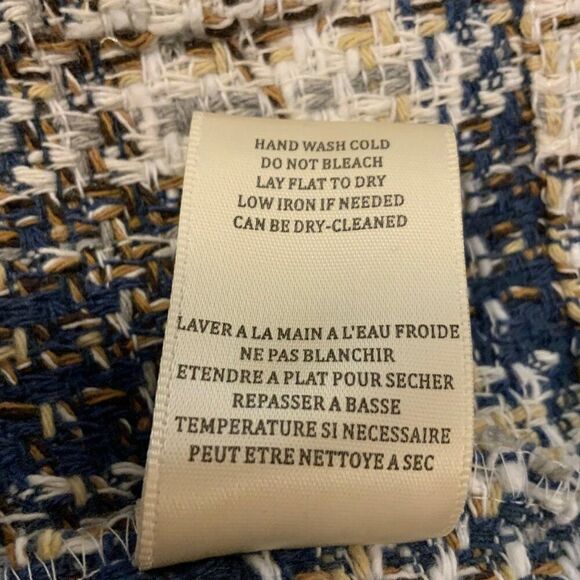 HAND WASH COLD
DO NOT BLEACH
LAY FLAT TO DRY
LOW IRON IF NEEDED
CAN BE DRY-CLEANED
LAVER A LA MAIN A L'EAU FROIDE
NE PAS BLANCHIR
ETENDRE A PLAT POUR SECHER
REPASSER A BASSE
TEMPERATURE SI NECESSAIRE
PEUT ETRE NETTOYE A SEC